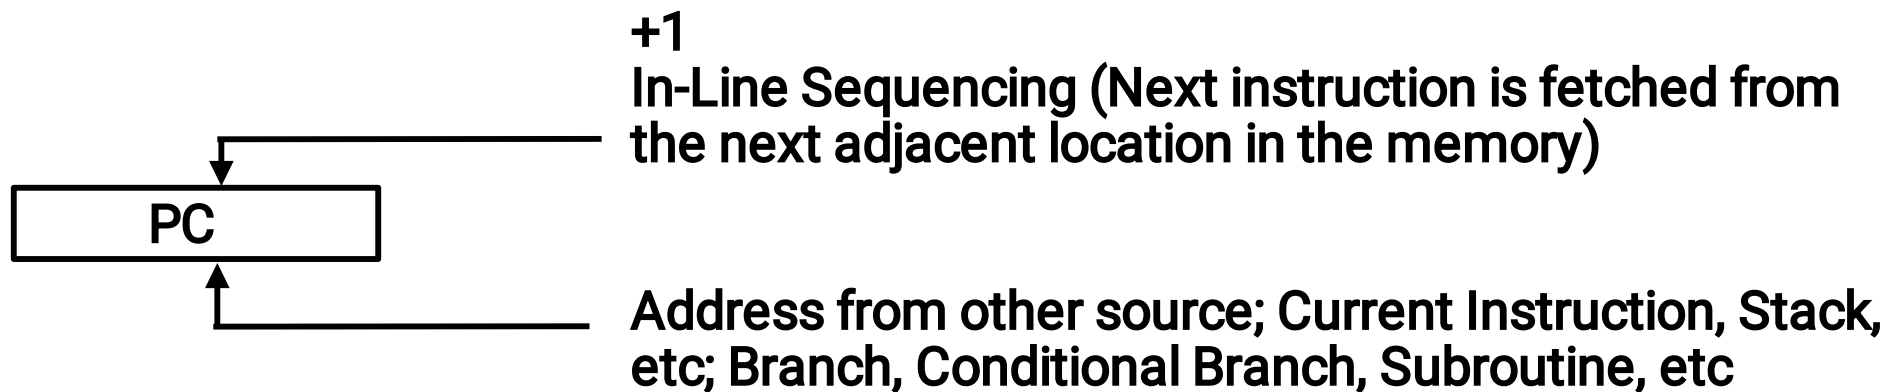 +1
In-Line Sequencing (Next instruction is fetched from
the next adjacent location in the memory)
PC
Address from other source; Current Instruction, Stack,
etc; Branch, Conditional Branch, Subroutine, etc